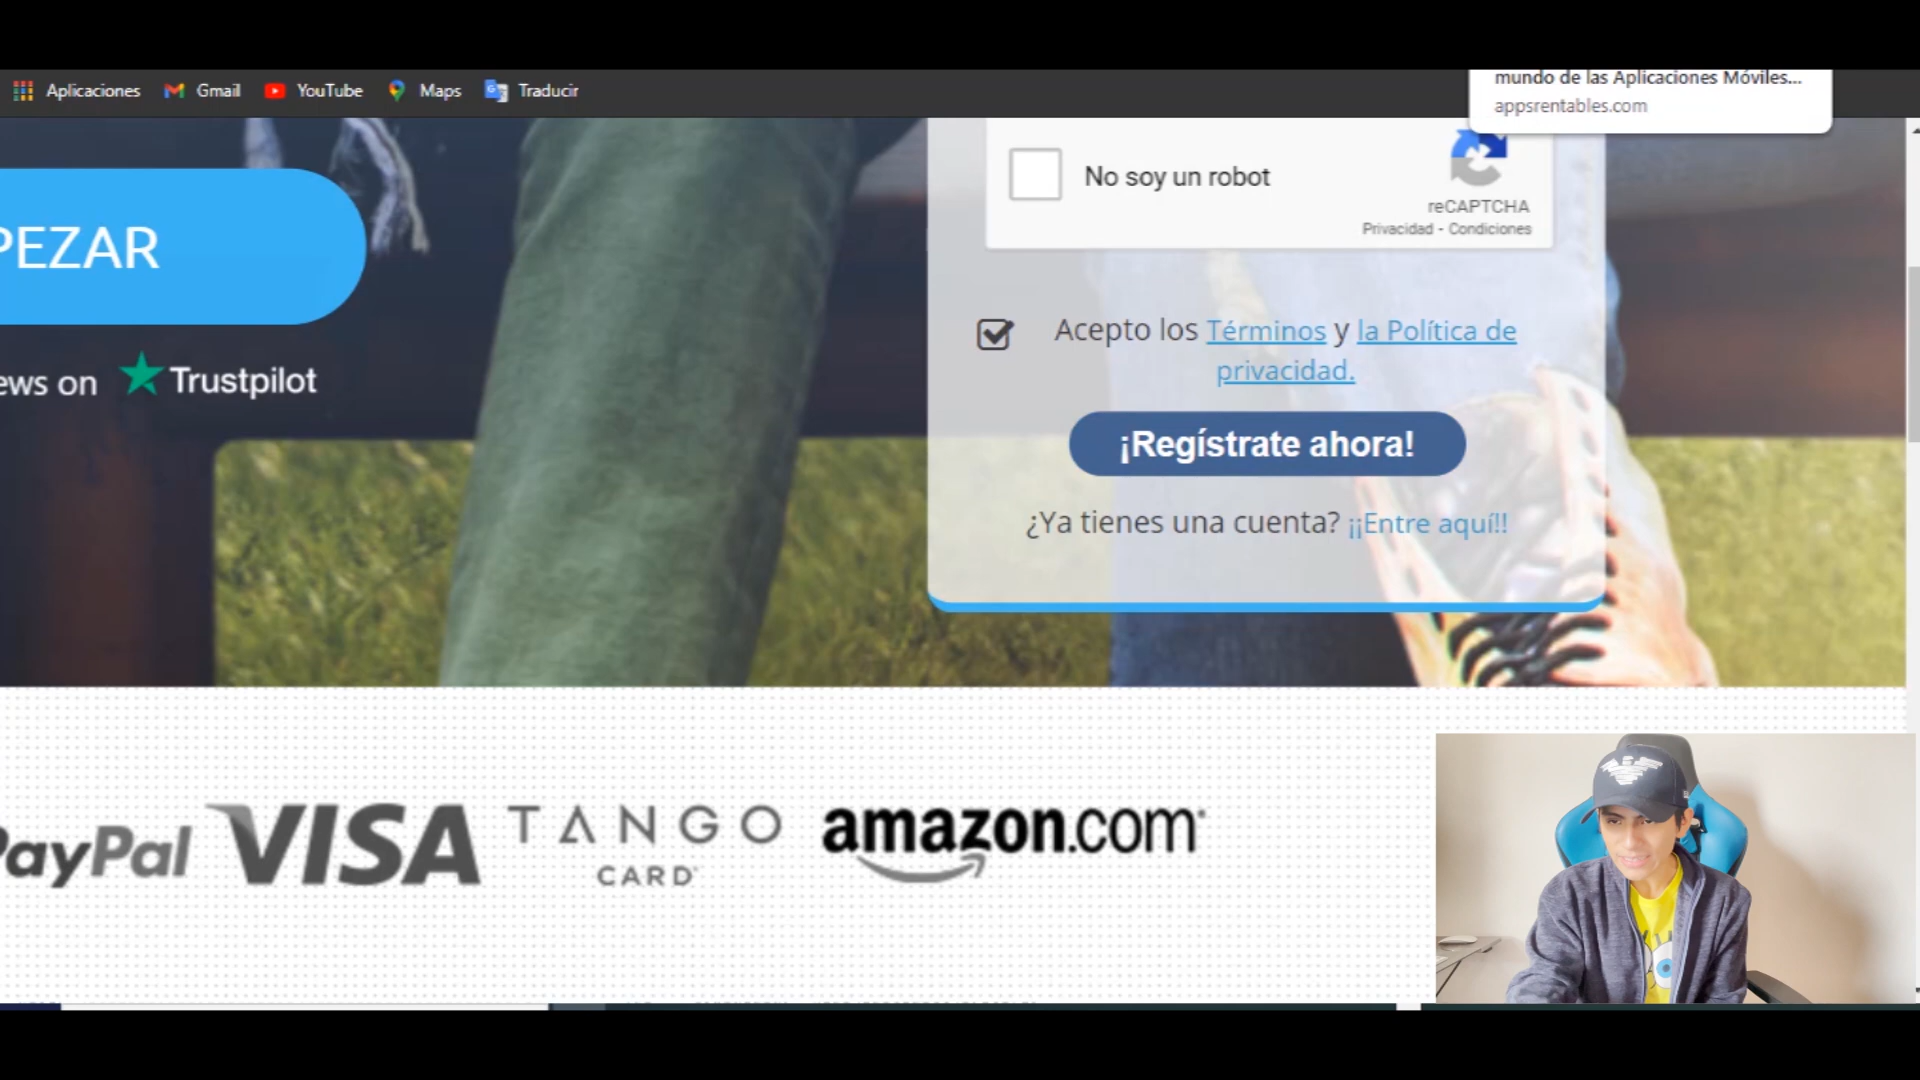 Aplicaciones Gmail YouTube Maps Traducir
mundo de las Aplicaciones Móviles...
appsrentables.com
No soy un robot
reCAPTCHA
Privacidad - Condiciones
PEZAR
ews on Trustpilot
Acepto los Términos y la Política de
privacidad.
¡Regístrate ahora!
¿Ya tienes una cuenta? ¡¡Entre aquí!!
PayPal VISA TANGO CARD amazon.com